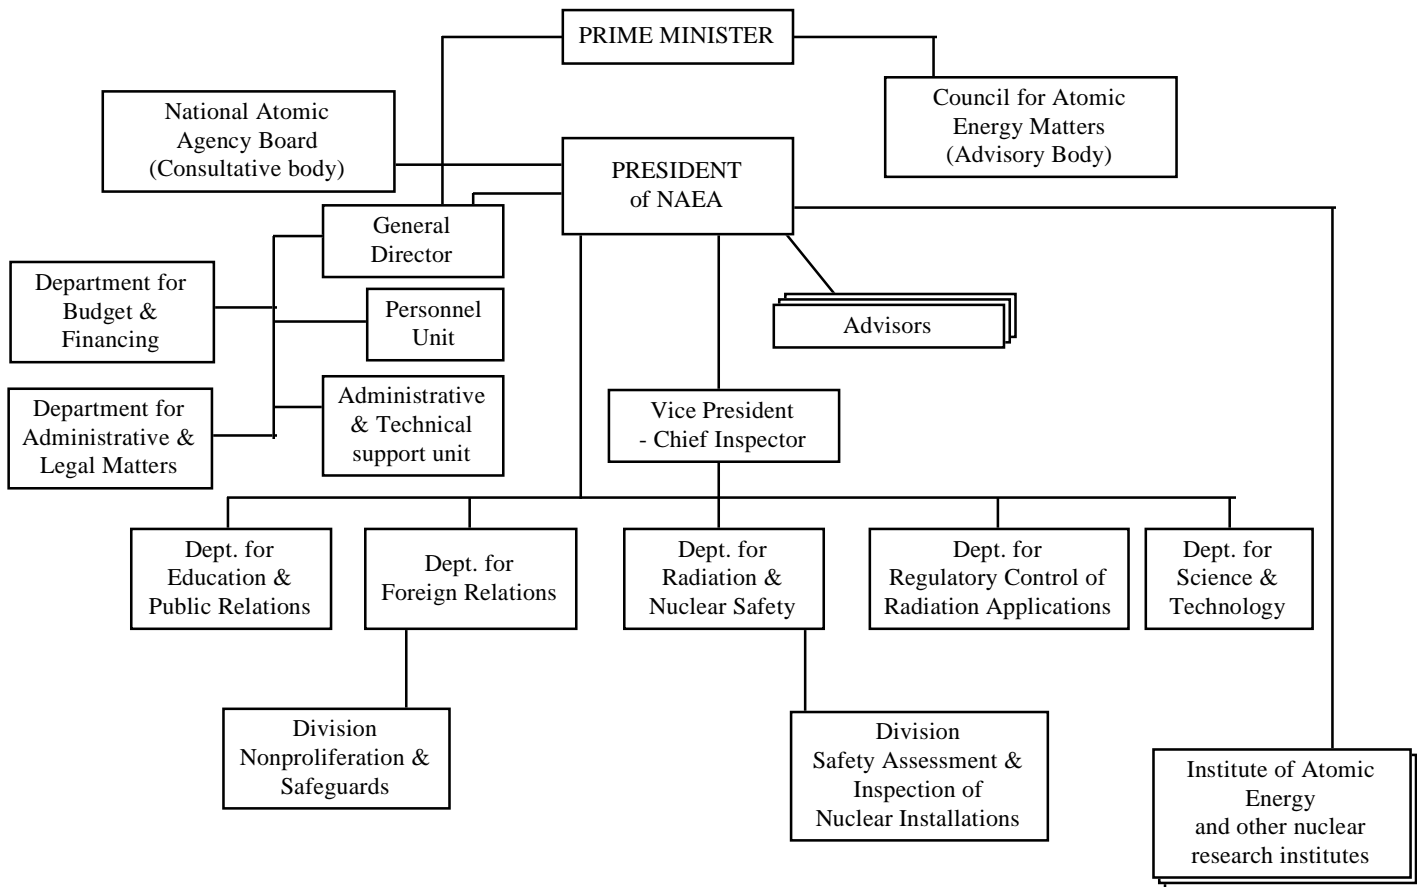 PRIME MINISTER
National Atomic
Agency Board
(Consultative body)
Council for Atomic
Energy Matters
(Advisory Body)
PRESIDENT
of NAEA
General
Director
Department for
Budget &
Financing
Personnel
Unit
Advisors
Department for
Administrative &
Legal Matters
Administrative
& Technical
support unit
Vice President
- Chief Inspector
Dept. for
Education &
Public Relations
Dept. for
Foreign Relations
Dept. for
Radiation &
Nuclear Safety
Dept. for
Regulatory Control of
Radiation Applications
Dept. for
Science &
Technology
Division
Nonproliferation &
Safeguards
Division
Safety Assessment &
Inspection of
Nuclear Installations
Institute of Atomic
Energy
and other nuclear
research institutes